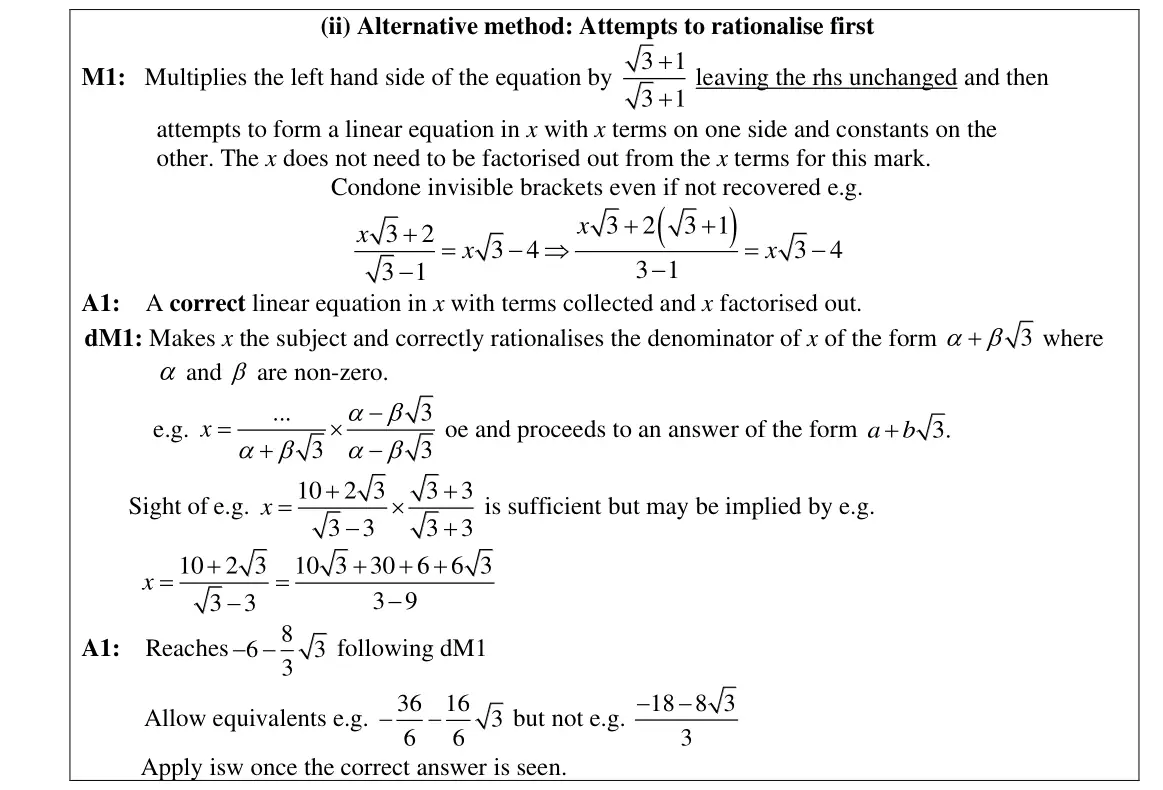 (ii) Alternative method: Attempts to rationalise first
M1: Multiplies the left hand side of the equation by (√3+1)/(√3+1) leaving the rhs unchanged and then
attempts to form a linear equation in x with x terms on one side and constants on the
other. The x does not need to be factorised out from the x terms for this mark.
Condone invisible brackets even if not recovered e.g.
(x√3+2)/(√3−1) = x√3−4 ⇒ (x√3+2(√3+1))/(3−1) = x√3−4
A1: A correct linear equation in x with terms collected and x factorised out.
dM1: Makes x the subject and correctly rationalises the denominator of x of the form α+β√3 where
α and β are non-zero.
e.g. x = .../(α+β√3) × (α−β√3)/(α−β√3) oe and proceeds to an answer of the form a+b√3.
Sight of e.g. x = (10+2√3)/(√3−3) × (√3+3)/(√3+3) is sufficient but may be implied by e.g.
x = (10+2√3)/(√3−3) = (10√3+30+6+6√3)/(3−9)
A1: Reaches −6−(8/3)√3 following dM1
Allow equivalents e.g. −36/6−(16/6)√3 but not e.g. (−18−8√3)/3
Apply isw once the correct answer is seen.